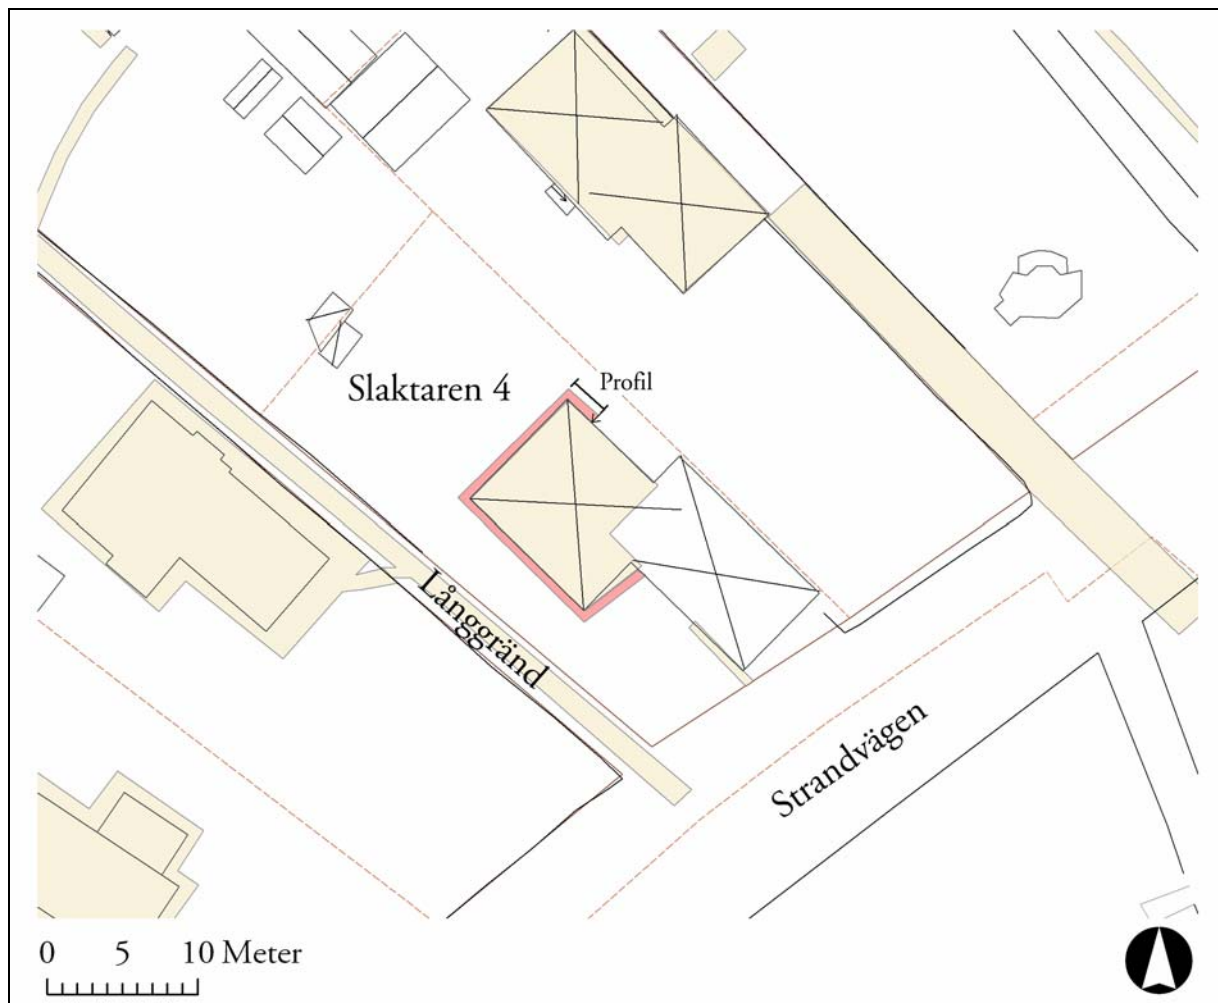 Profil
Slaktaren 4
Långgränd
Strandvägen
0 5 10 Meter